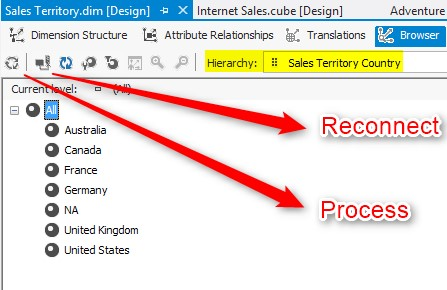 Sales Territory.dim [Design] Internet Sales.cube [Design] Adventure
Dimension Structure Attribute Relationships Translations Browser
Hierarchy: Sales Territory Country
Current level: (All)
All
Australia
Canada
France
Germany
NA
United Kingdom
United States
Reconnect
Process